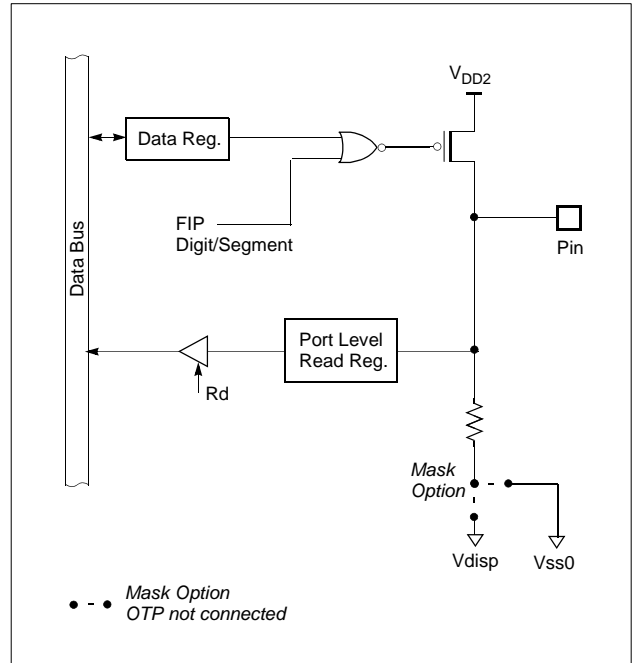 V_DD2
Data Reg.
FIP
Digit/Segment
Pin
Data Bus
Port Level
Read Reg.
Rd
Mask
Option
Vdisp
Vss0
Mask Option
OTP not connected